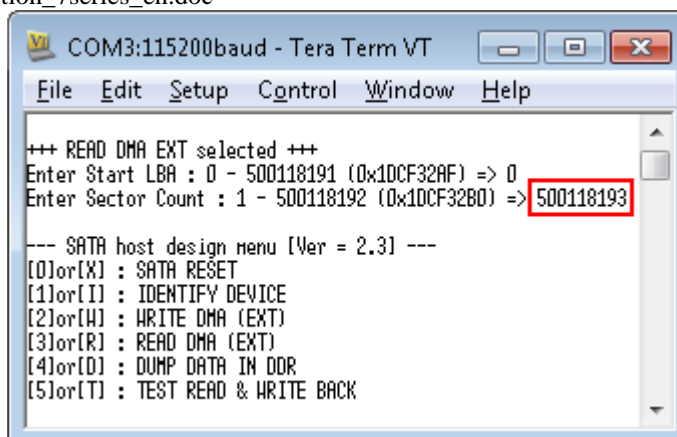 COM3:115200baud - Tera Term VT
File Edit Setup Control Window Help
+++ READ DMA EXT selected +++
Enter Start LBA : 0 - 500118191 (0x1DCF32AF) => 0
Enter Sector Count : 1 - 500118192 (0x1DCF32B0) => 500118193
--- SATA host design menu [Ver = 2.3] ---
[0]or[X] : SATA RESET
[1]or[I] : IDENTIFY DEVICE
[2]or[W] : WRITE DMA (EXT)
[3]or[R] : READ DMA (EXT)
[4]or[D] : DUMP DATA IN DDR
[5]or[T] : TEST READ & WRITE BACK